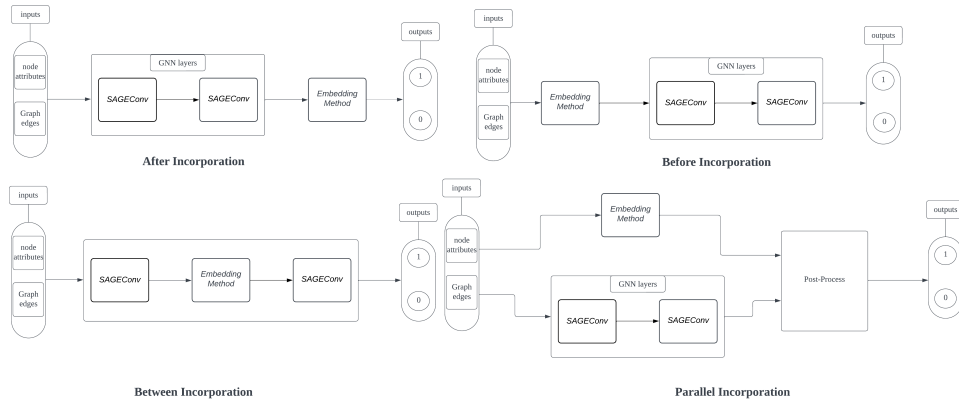 inputs
node
attributes
Graph
edges
GNN layers
SAGEConv
SAGEConv
Embedding
Method
outputs
1
0
After Incorporation
inputs
node
attributes
Graph
edges
Embedding
Method
GNN layers
SAGEConv
SAGEConv
outputs
1
0
Before Incorporation
inputs
node
attributes
Graph
edges
SAGEConv
Embedding
Method
SAGEConv
outputs
1
0
Between Incorporation
inputs
node
attributes
Graph
edges
Embedding
Method
GNN layers
SAGEConv
SAGEConv
Post-Process
outputs
1
0
Parallel Incorporation